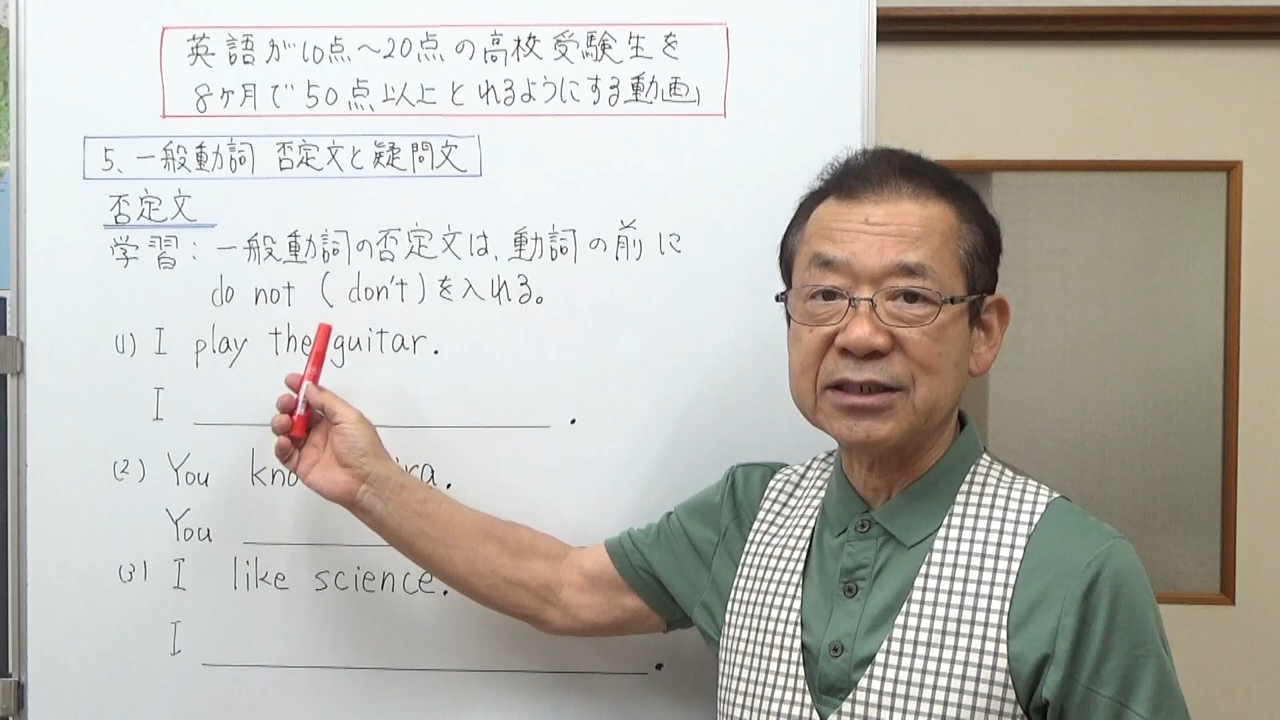 英語が10点～20点の高校受験生を
8ヶ月で50点以上とれるようにする動画」
5、一般動詞 否定文と疑問文
否定文
学習：一般動詞の否定文は、動詞の前に
do not (don't)を入れる。
(1) I play the guitar.
I .
(2) You
You
(3) I like science.
I .